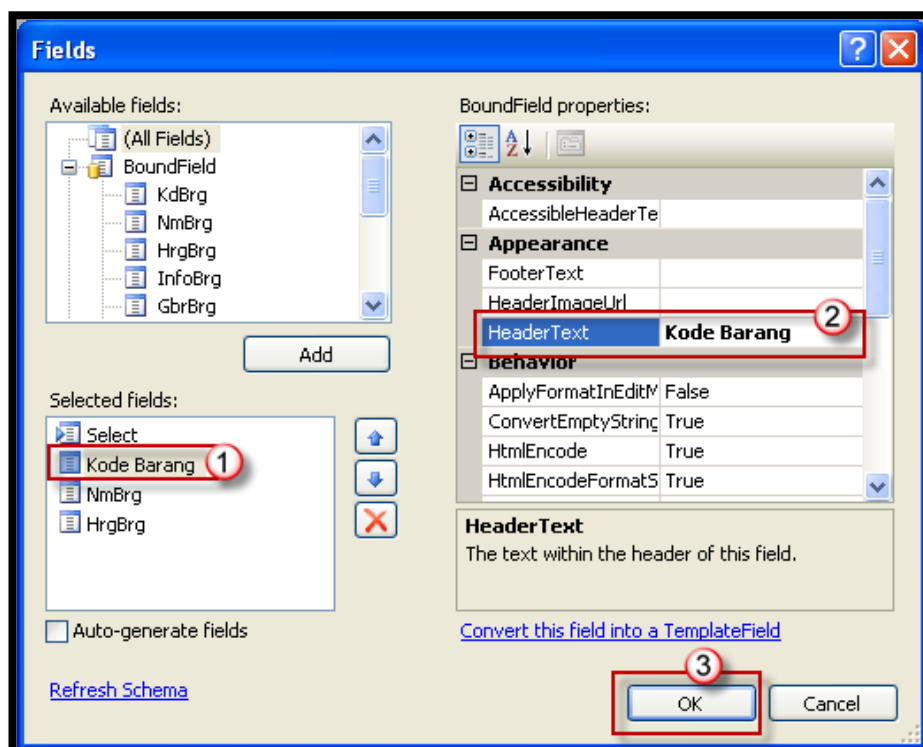 Fields
Available fields:
(All Fields)
BoundField
KdBrg
NmBrg
HrgBrg
InfoBrg
GbrBrg
Add
Selected fields:
Select
Kode Barang 1
NmBrg
HrgBrg
Auto-generate fields
Refresh Schema
BoundField properties:
Accessibility
AccessibleHeaderTe
Appearance
FooterText
HeaderImageUrl
HeaderText Kode Barang 2
Behavior
ApplyFormatInEditM False
ConvertEmptyString True
HtmlEncode True
HtmlEncodeFormatS True
HeaderText
The text within the header of this field.
Convert this field into a TemplateField
3
OK Cancel